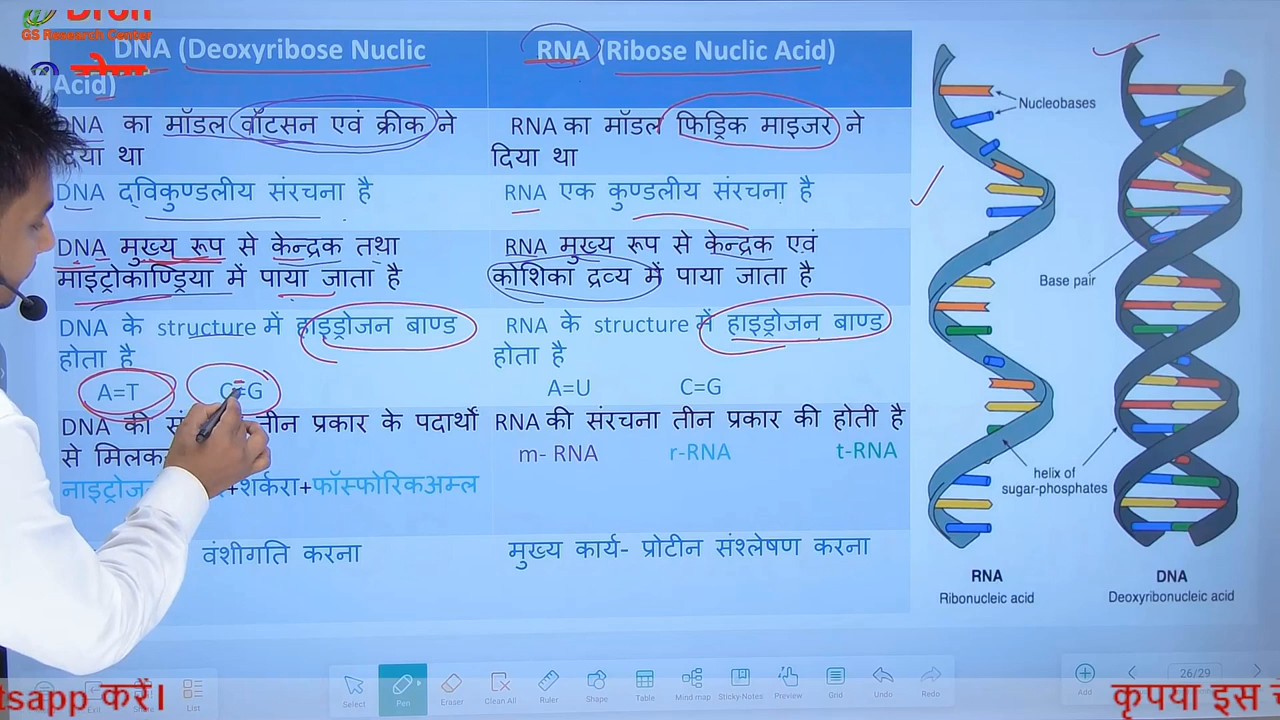 GS Research Center
DNA (Deoxyribose Nuclic
Acid)
RNA (Ribose Nuclic Acid)
DNA का मॉडल वॉटसन एवं क्रीक ने
दिया था
RNA का मॉडल फिड्रिक माइजर ने
दिया था
DNA द्विकुण्डलीय संरचना है
RNA एक कुण्डलीय संरचना है
DNA मुख्य रूप से केन्द्रक तथा
माइट्रोकाण्ड्रिया में पाया जाता है
RNA मुख्य रूप से केन्द्रक एवं
कोशिका द्रव्य में पाया जाता है
DNA के structure में हाइड्रोजन बाण्ड
होता है
A=T C≡G
RNA के structure में हाइड्रोजन बाण्ड
होता है
A=U C=G
DNA की तीन प्रकार के पदार्थो
से
+शर्करा+फॉस्फोरिकअम्ल
RNA की संरचना तीन प्रकार की होती है
m- RNA r-RNA t-RNA
वंशीगति करना
मुख्य कार्य- प्रोटीन संश्लेषण करना
Nucleobases
Base pair
helix of
sugar-phosphates
RNA
Ribonucleic acid
DNA
Deoxyribonucleic acid
Select
Pen
Eraser
Clean All
Ruler
Shape
Table
Mind-map
Sticky-Notes
Preview
Grid
Undo
Redo
Add
26/29
List
करें।
कृपया इस